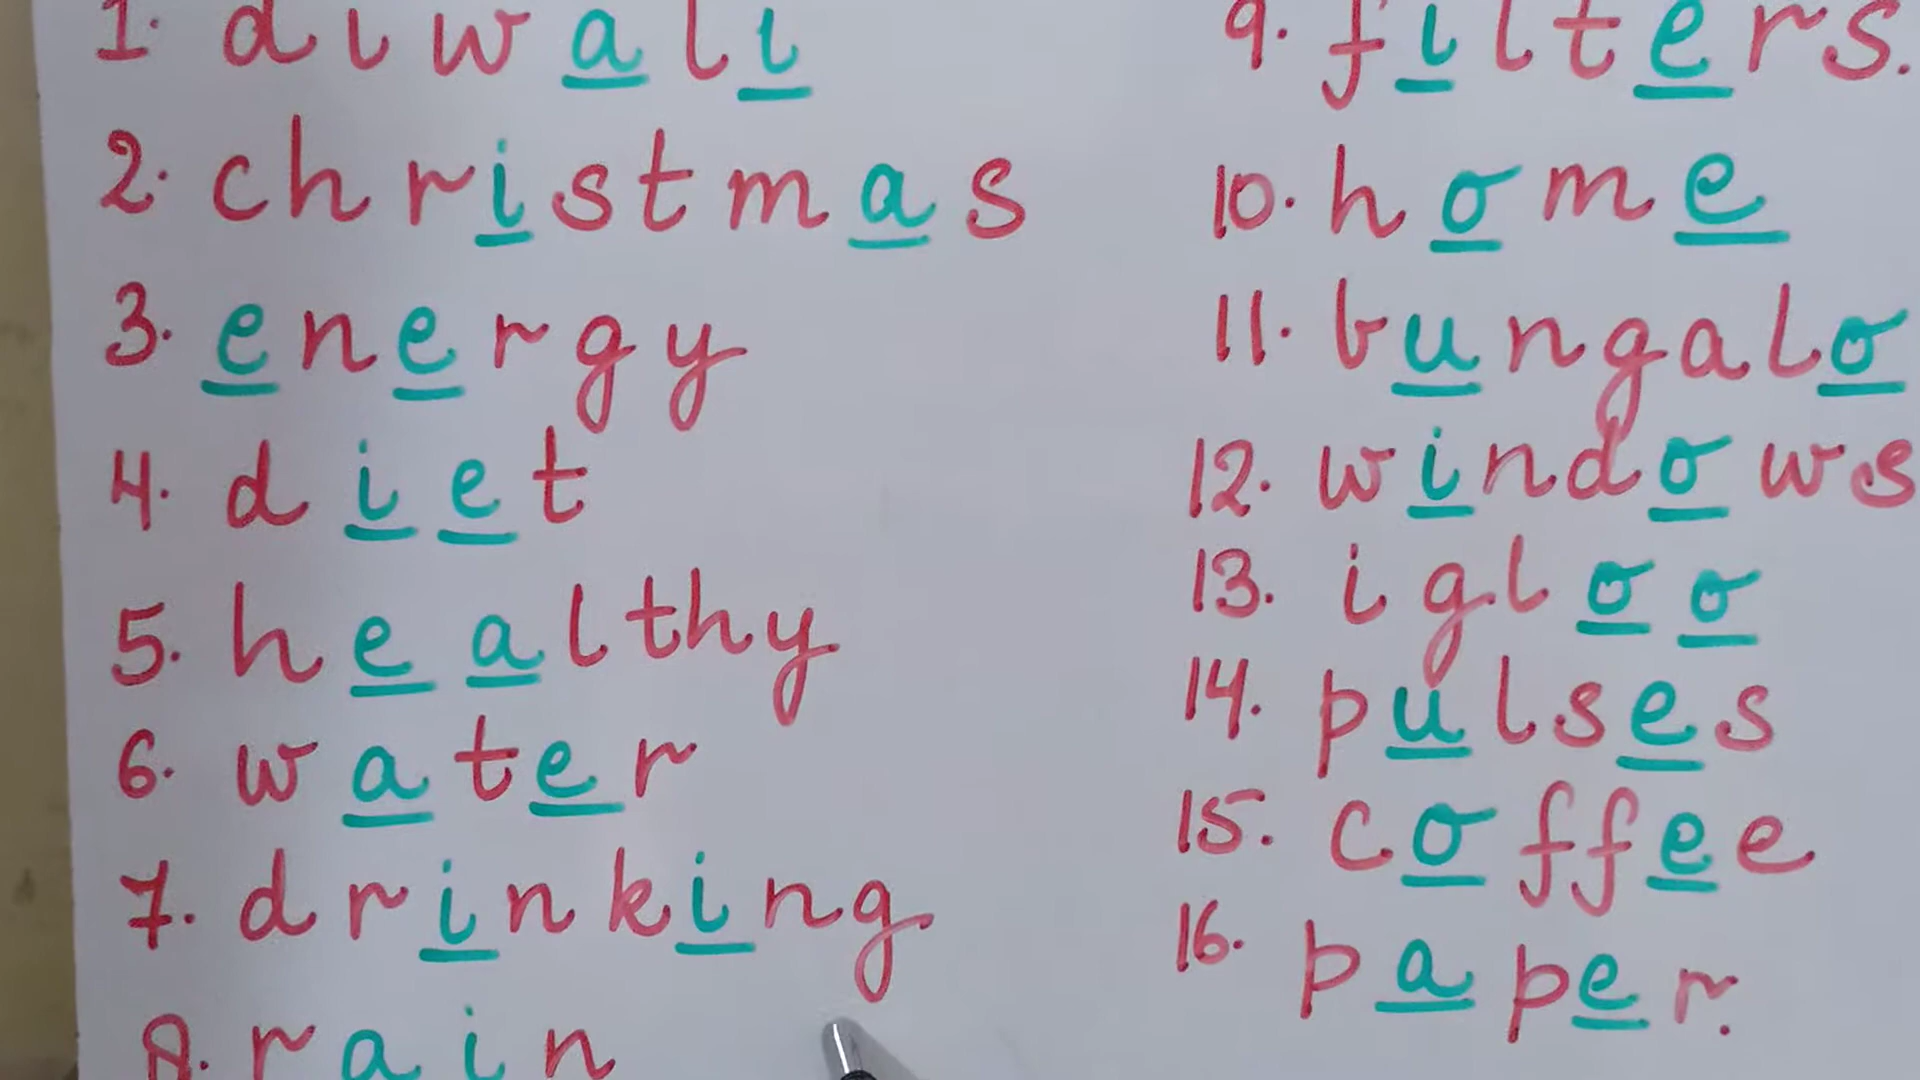 1. diwali
2. christmas
3. energy
4. diet
5. healthy
6. water
7. drinking
8. rain
9. filters.
10. home
11. bungalo
12. windows
13. igloo
14. pulses
15. coffee
16. paper.